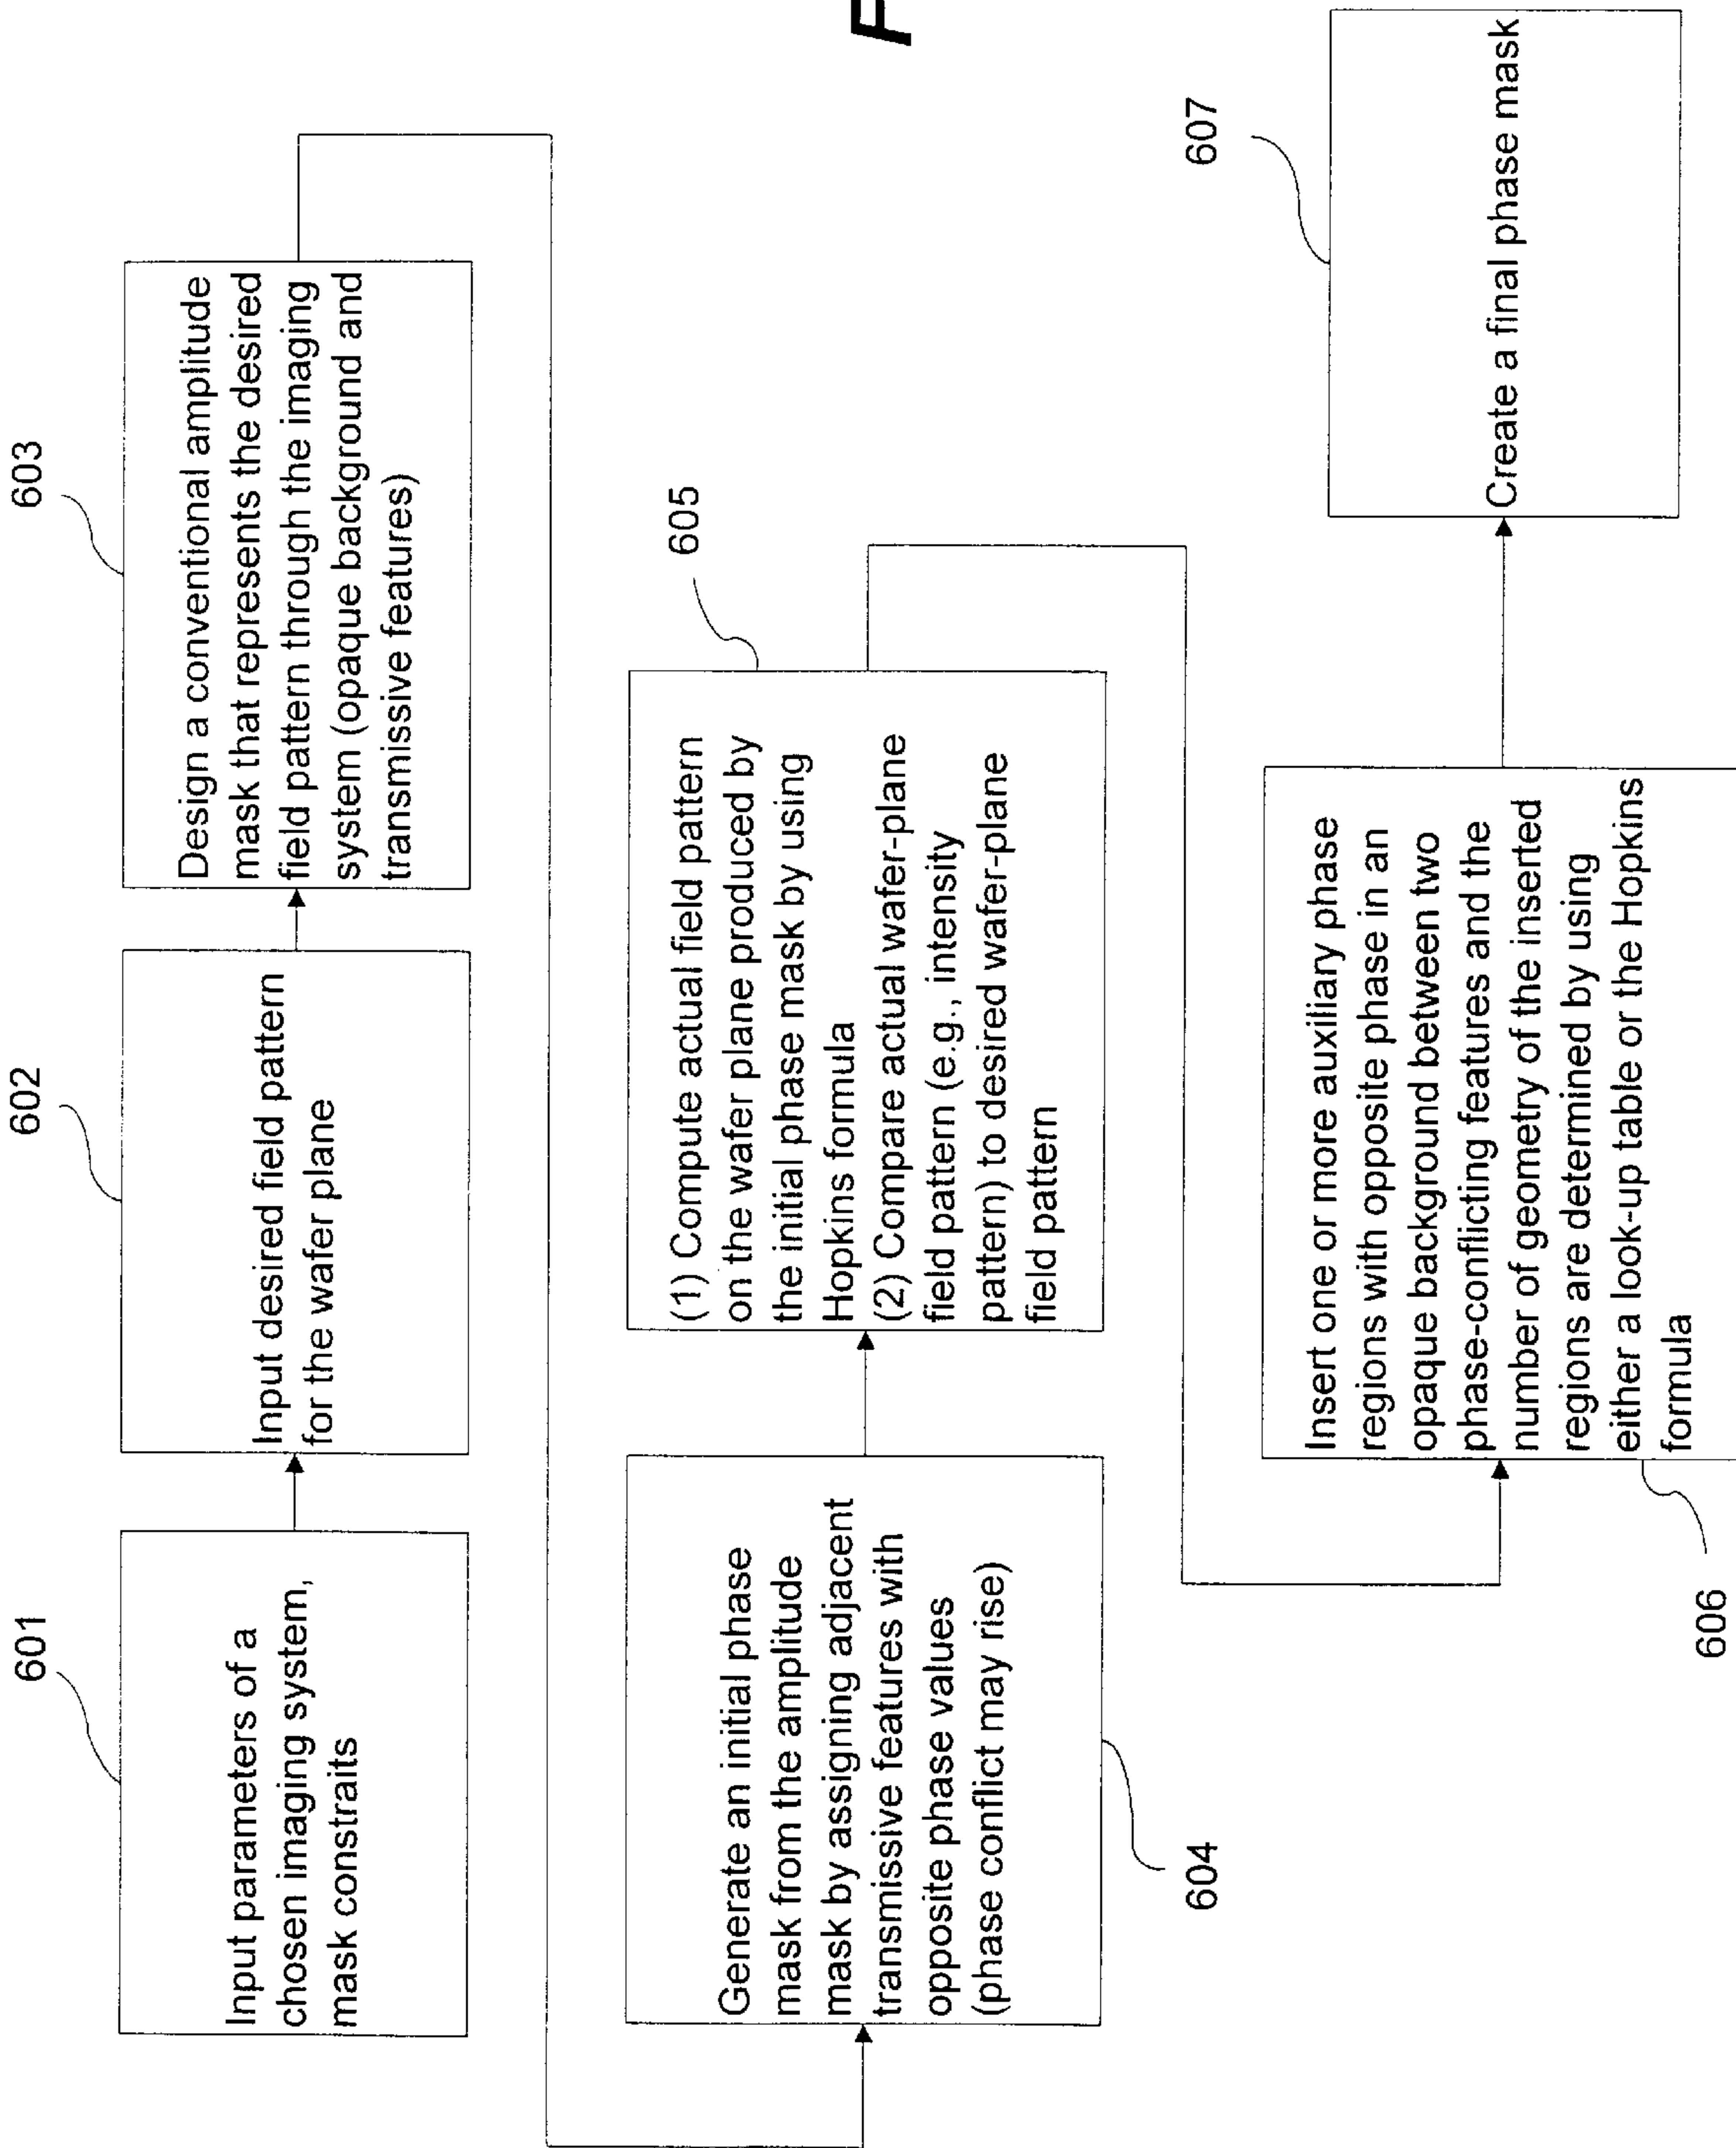 601
Input parameters of a
chosen imaging system,
mask constraits
602
Input desired field pattern
for the wafer plane
603
Design a conventional amplitude
mask that represents the desired
field pattern through the imaging
system (opaque background and
transmissive features)
604
Generate an initial phase
mask from the amplitude
mask by assigning adjacent
transmissive features with
opposite phase values
(phase conflict may rise)
605
(1) Compute actual field pattern
on the wafer plane produced by
the initial phase mask by using
Hopkins formula
(2) Compare actual wafer-plane
field pattern (e.g., intensity
pattern) to desired wafer-plane
field pattern
606
Insert one or more auxiliary phase
regions with opposite phase in an
opaque background between two
phase-conflicting features and the
number of geometry of the inserted
regions are determined by using
either a look-up table or the Hopkins
formula
607
Create a final phase mask